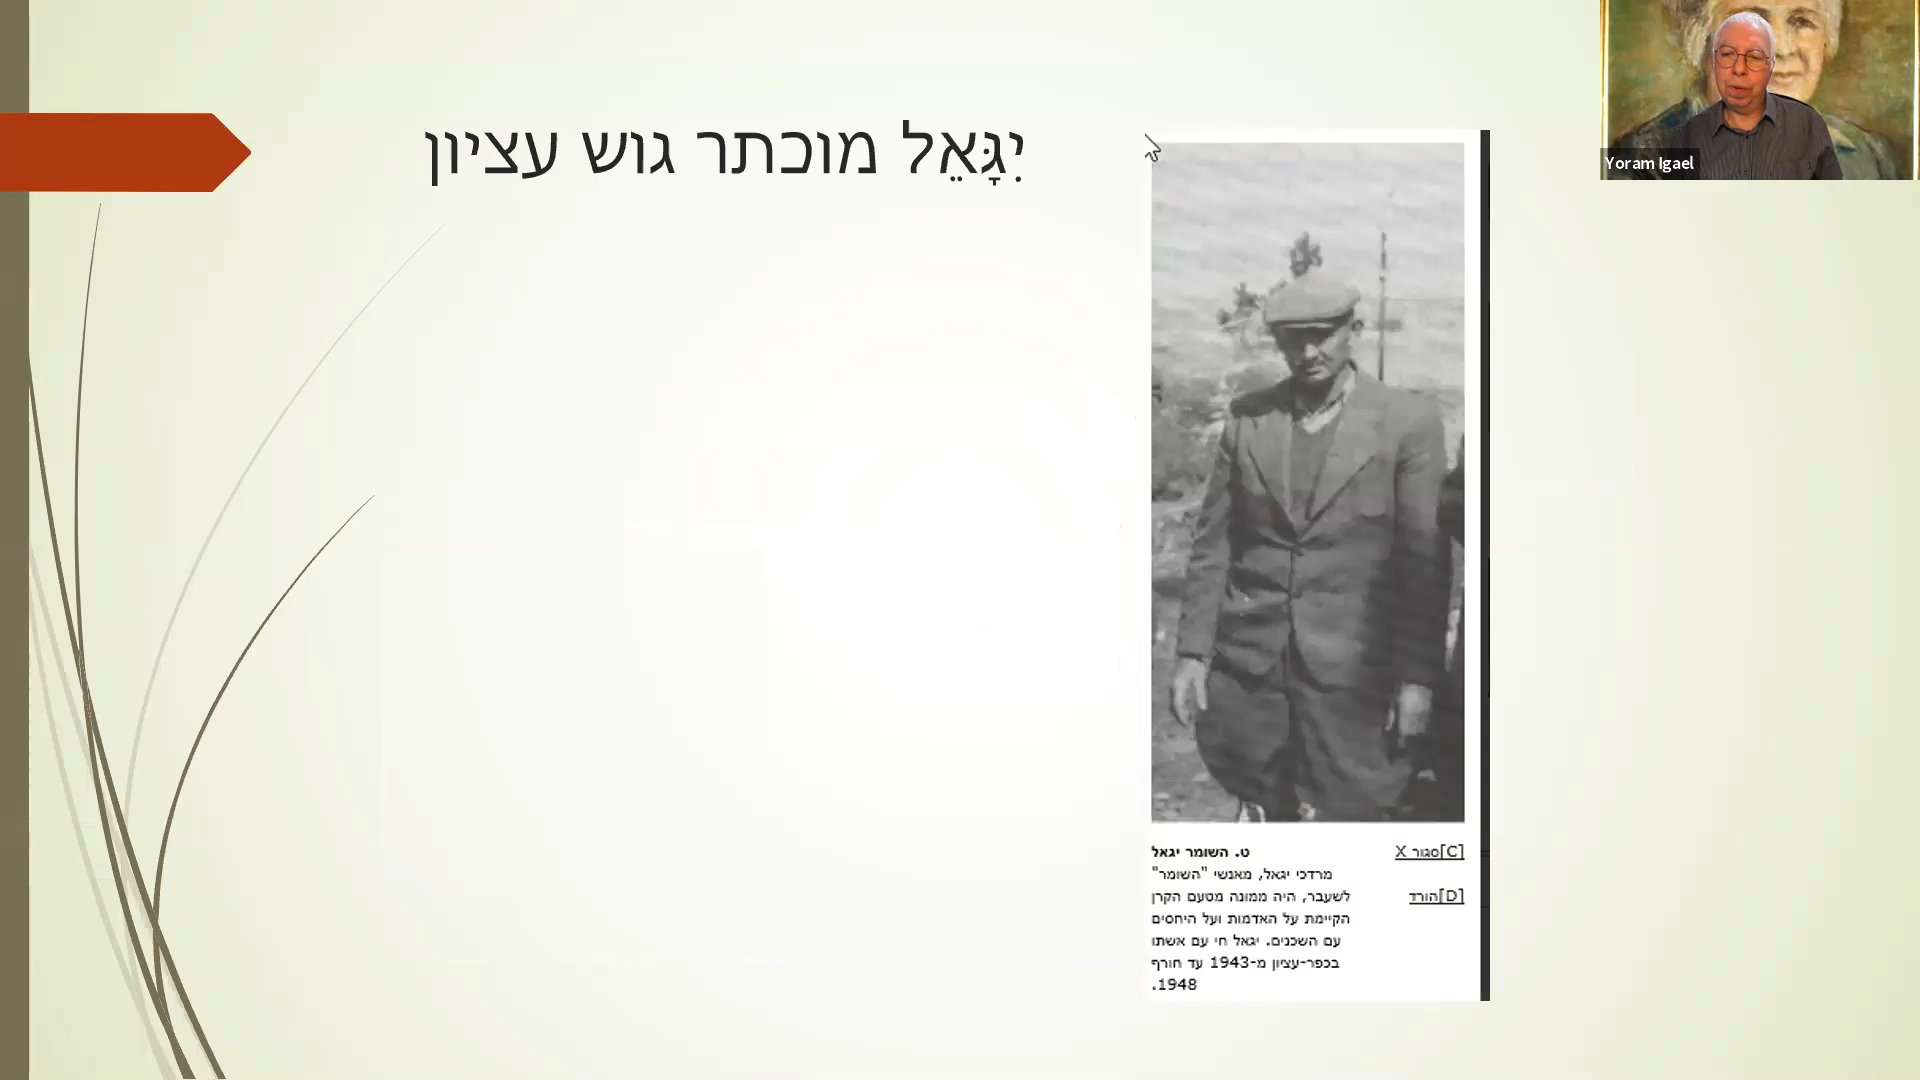 יִגָּאֵל מוכתר גוש עציון
Yoram Igael
ט. השומר יגאל
מרדכי יגאל, מאנשי "השומר"
לשעבר, היה ממונה מטעם הקרן
הקיימת על האדמות ועל היחסים
עם השכנים. יגאל חי עם אשתו
בכפר-עציון מ-1943 עד חורף
1948.
[C]סגור X
[D]הורד